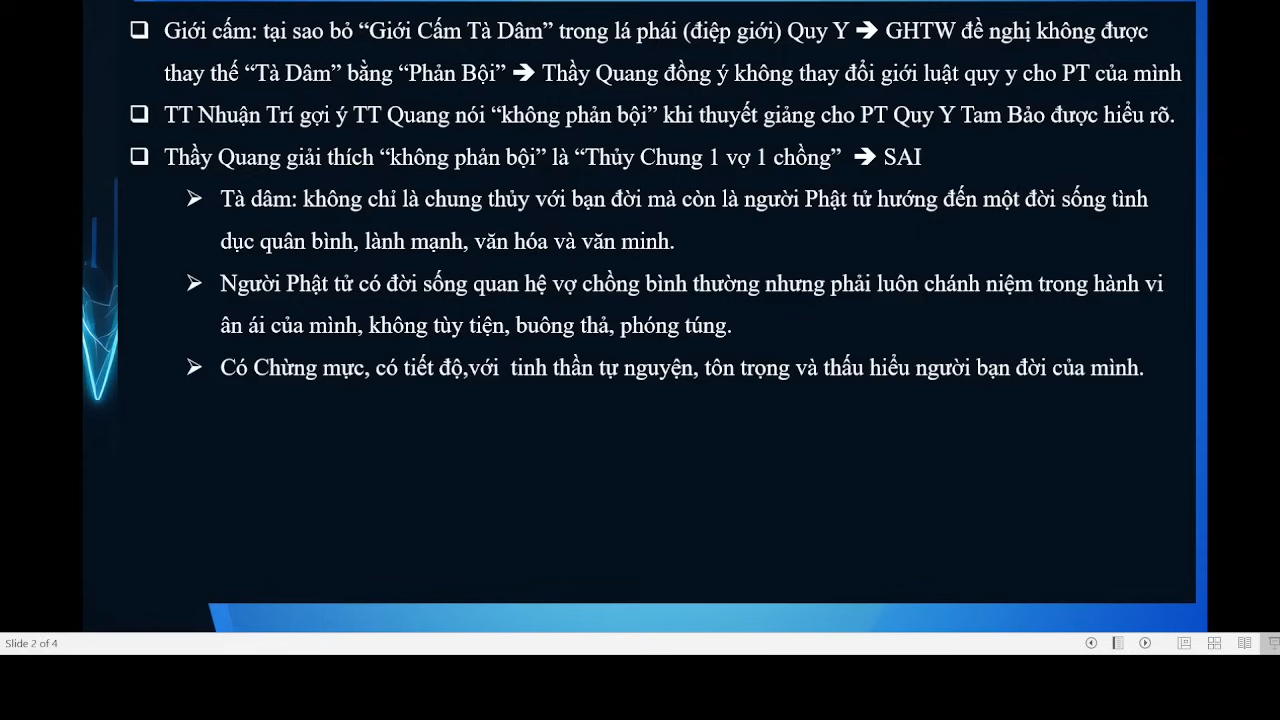 ❑ Giới cấm: tại sao bỏ “Giới Cấm Tà Dâm” trong lá phái (điệp giới) Quy Y ➔ GHTW đề nghị không được
thay thế “Tà Dâm” bằng “Phản Bội” ➔ Thầy Quang đồng ý không thay đổi giới luật quy y cho PT của mình
❑ TT Nhuận Trí gợi ý TT Quang nói “không phản bội” khi thuyết giảng cho PT Quy Y Tam Bảo được hiểu rõ.
❑ Thầy Quang giải thích “không phản bội” là “Thủy Chung 1 vợ 1 chồng” ➔ SAI
➢ Tà dâm: không chỉ là chung thủy với bạn đời mà còn là người Phật tử hướng đến một đời sống tình
dục quân bình, lành mạnh, văn hóa và văn minh.
➢ Người Phật tử có đời sống quan hệ vợ chồng bình thường nhưng phải luôn chánh niệm trong hành vi
ân ái của mình, không tùy tiện, buông thả, phóng túng.
➢ Có Chừng mực, có tiết độ,với tinh thần tự nguyện, tôn trọng và thấu hiểu người bạn đời của mình.
Slide 2 of 4